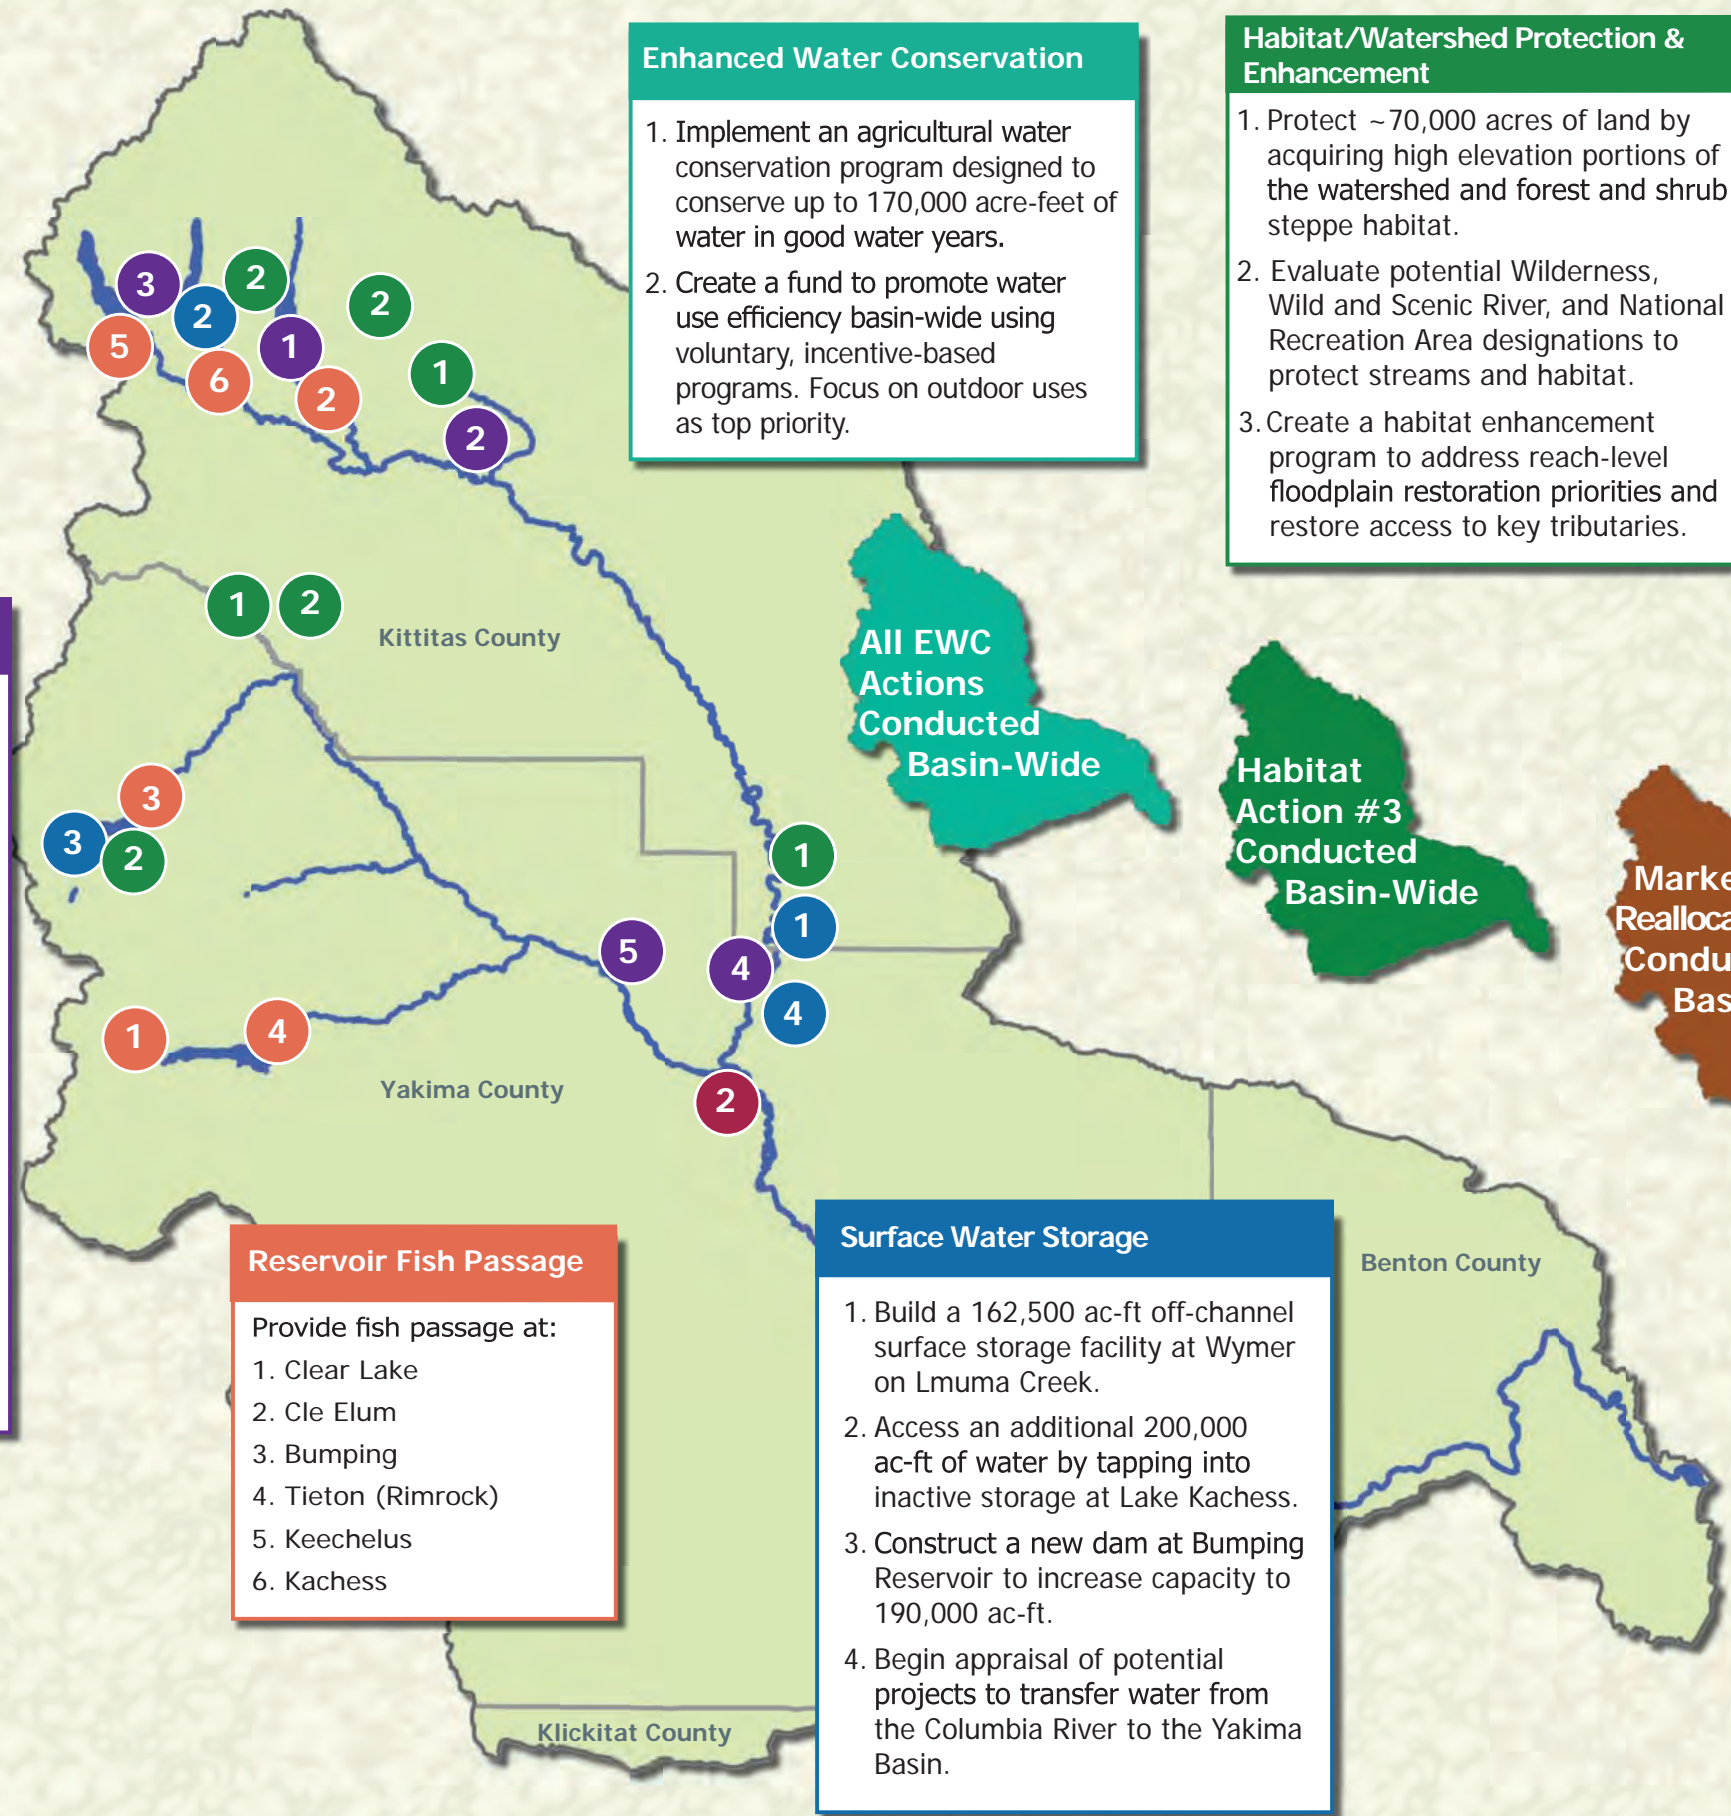 Enhanced Water Conservation
1. Implement an agricultural water
conservation program designed to
conserve up to 170,000 acre-feet of
water in good water years.
2. Create a fund to promote water
use efficiency basin-wide using
voluntary, incentive-based
programs. Focus on outdoor uses
as top priority.
Habitat/Watershed Protection &
Enhancement
1. Protect ~70,000 acres of land by
acquiring high elevation portions of
the watershed and forest and shrub
steppe habitat.
2. Evaluate potential Wilderness,
Wild and Scenic River, and National
Recreation Area designations to
protect streams and habitat.
3. Create a habitat enhancement
program to address reach-level
floodplain restoration priorities and
restore access to key tributaries.
3
2
2
2
5
6
1
2
1
2
1
2
Kittitas County
All EWC
Actions
Conducted
Basin-Wide
Habitat
Action #3
Conducted
Basin-Wide
3
3
2
1
1
5
4
4
1
4
2
Yakima County
Reservoir Fish Passage
Provide fish passage at:
1. Clear Lake
2. Cle Elum
3. Bumping
4. Tieton (Rimrock)
5. Keechelus
6. Kachess
Surface Water Storage
1. Build a 162,500 ac-ft off-channel
surface storage facility at Wymer
on Lmuma Creek.
2. Access an additional 200,000
ac-ft of water by tapping into
inactive storage at Lake Kachess.
3. Construct a new dam at Bumping
Reservoir to increase capacity to
190,000 ac-ft.
4. Begin appraisal of potential
projects to transfer water from
the Columbia River to the Yakima
Basin.
Benton County
Klickitat County